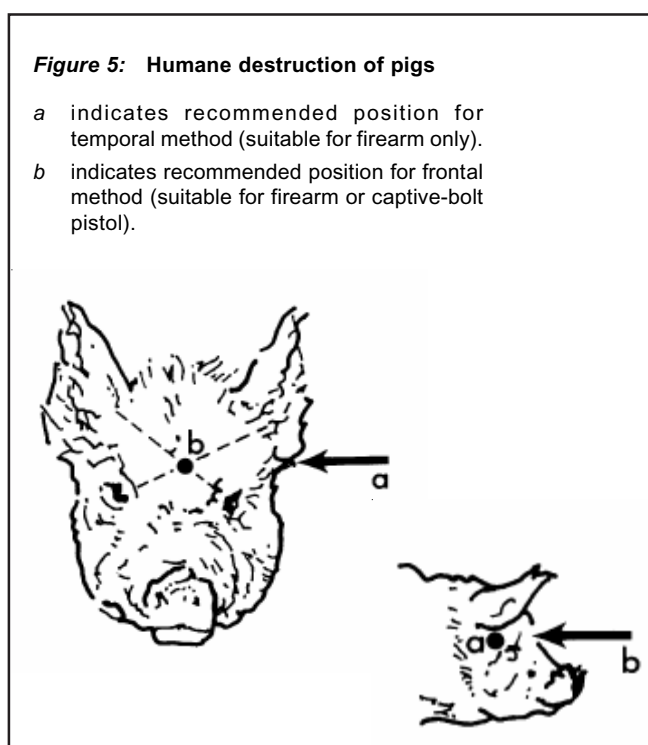 Figure 5: Humane destruction of pigs
a indicates recommended position for
temporal method (suitable for firearm only).
b indicates recommended position for frontal
method (suitable for firearm or captive-bolt
pistol).
b
a
a
b